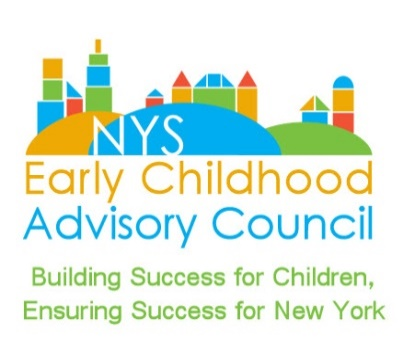 NYS
Early Childhood
Advisory Council
Building Success for Children,
Ensuring Success for New York